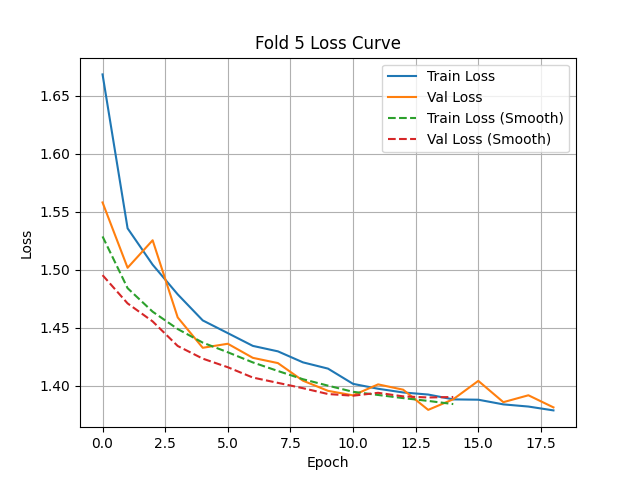 Fold 5 Loss Curve
Train Loss
Val Loss
Train Loss (Smooth)
Val Loss (Smooth)
Loss
1.65
1.60
1.55
1.50
1.45
1.40
0.0 2.5 5.0 7.5 10.0 12.5 15.0 17.5
Epoch